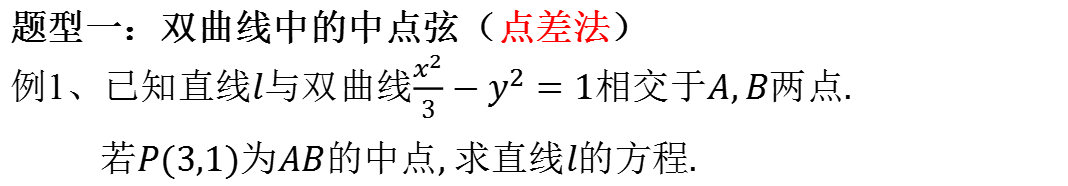 题型一：双曲线中的中点弦（点差法）
例1、已知直线l与双曲线x²/3 − y² = 1相交于A, B两点.
若P(3,1)为AB的中点, 求直线l的方程.